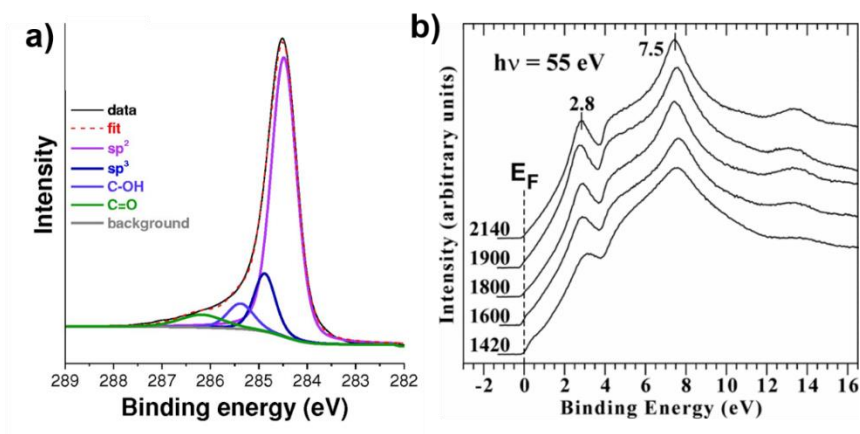 a)
Intensity
data
fit
sp²
sp³
C-OH
C=O
background
289 288 287 286 285 284 283 282
Binding energy (eV)
b)
Intensity (arbitrary units)
hν = 55 eV
7.5
2.8
E_F
2140
1900
1800
1600
1420
-2 0 2 4 6 8 10 12 14 16
Binding Energy (eV)